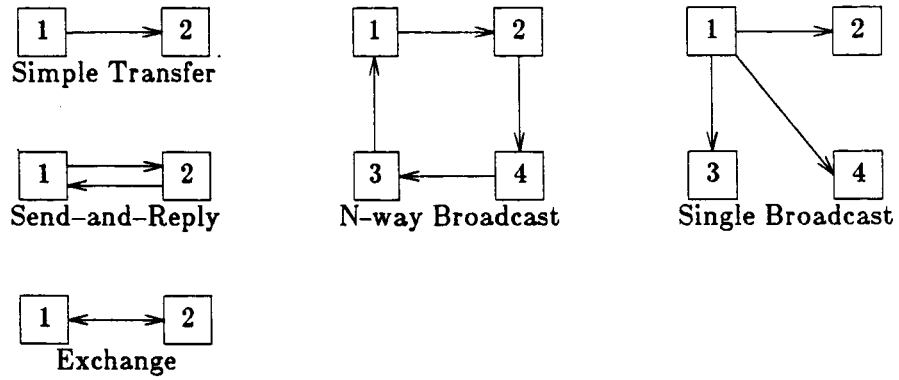 1 2
Simple Transfer
1 2
Send-and-Reply
1 2
Exchange
1 2
3 4
N-way Broadcast
1 2
3 4
Single Broadcast